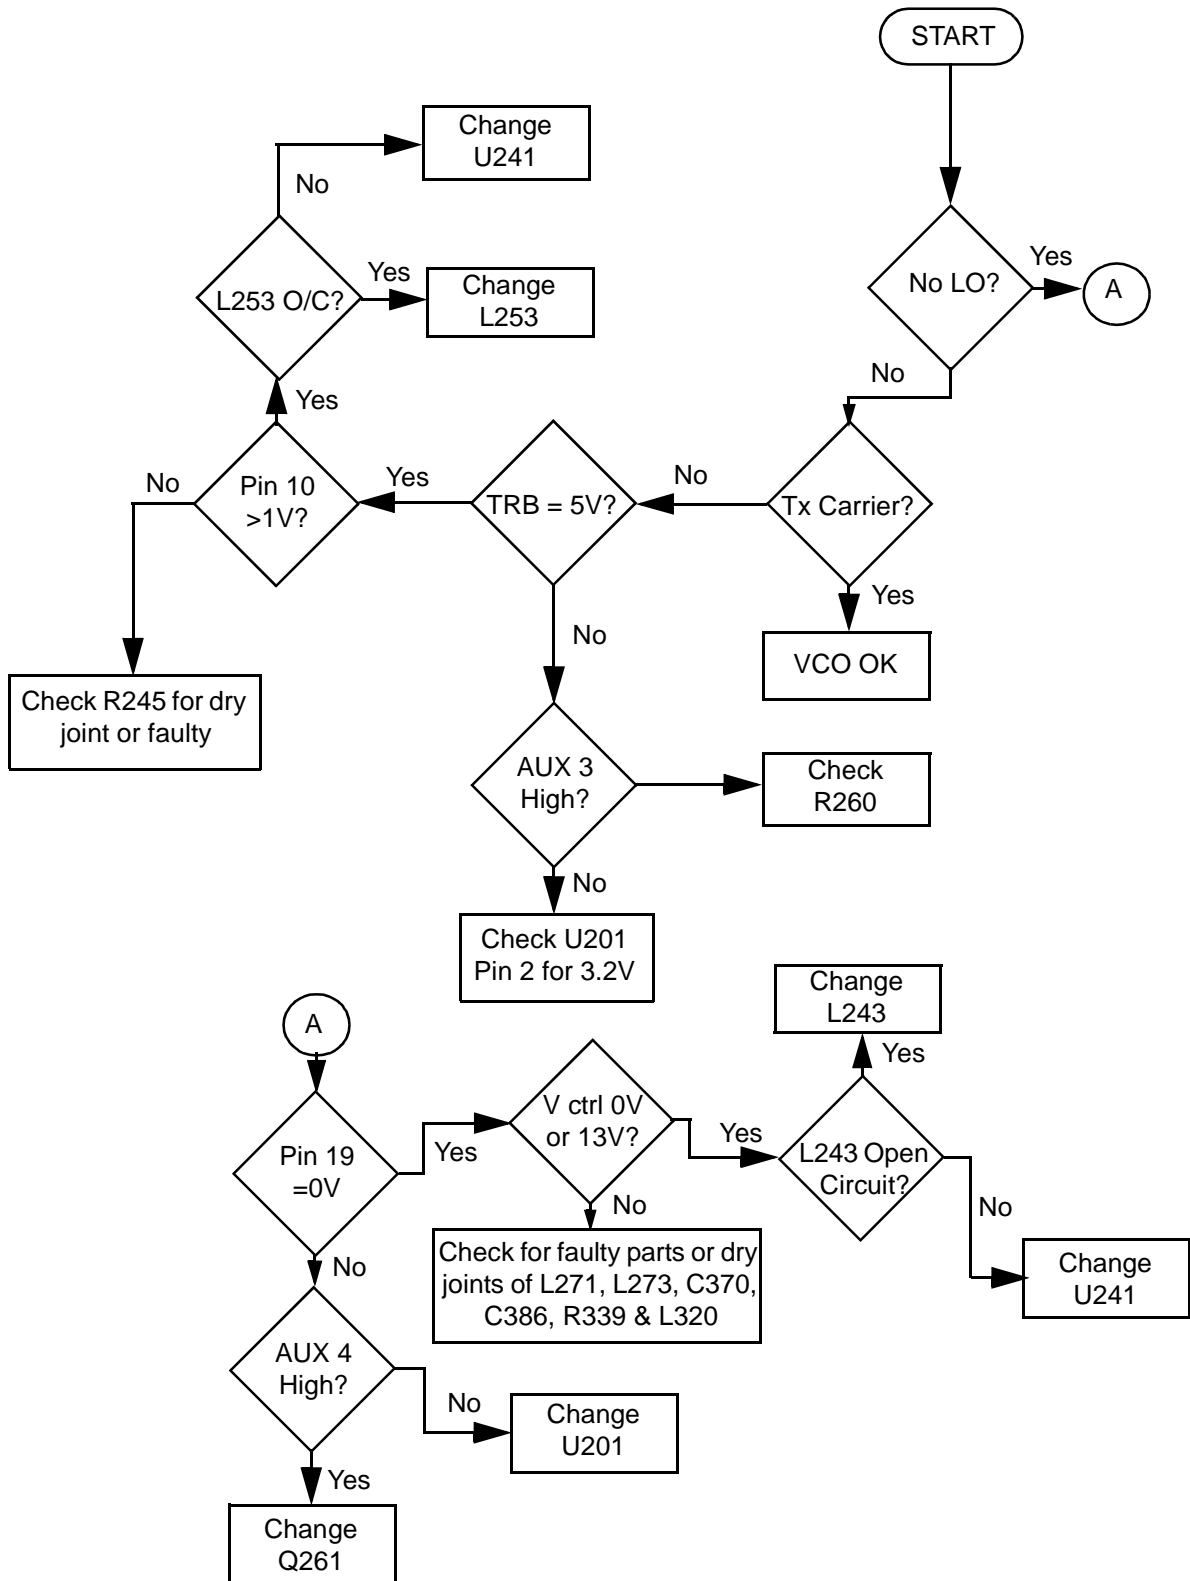 START
Change
U241
No
No LO?
Yes
A
L253 O/C?
Yes
Change
L253
No
Yes
Pin 10
>1V?
No
Yes
TRB = 5V?
No
Tx Carrier?
Yes
VCO OK
No
Check R245 for dry
joint or faulty
AUX 3
High?
Check
R260
No
Check U201
Pin 2 for 3.2V
Change
L243
A
Yes
V ctrl 0V
or 13V?
Yes
L243 Open
Circuit?
Pin 19
=0V
Yes
No
No
Check for faulty parts or dry
joints of L271, L273, C370,
C386, R339 & L320
Change
U241
No
AUX 4
High?
No
Change
U201
Yes
Change
Q261